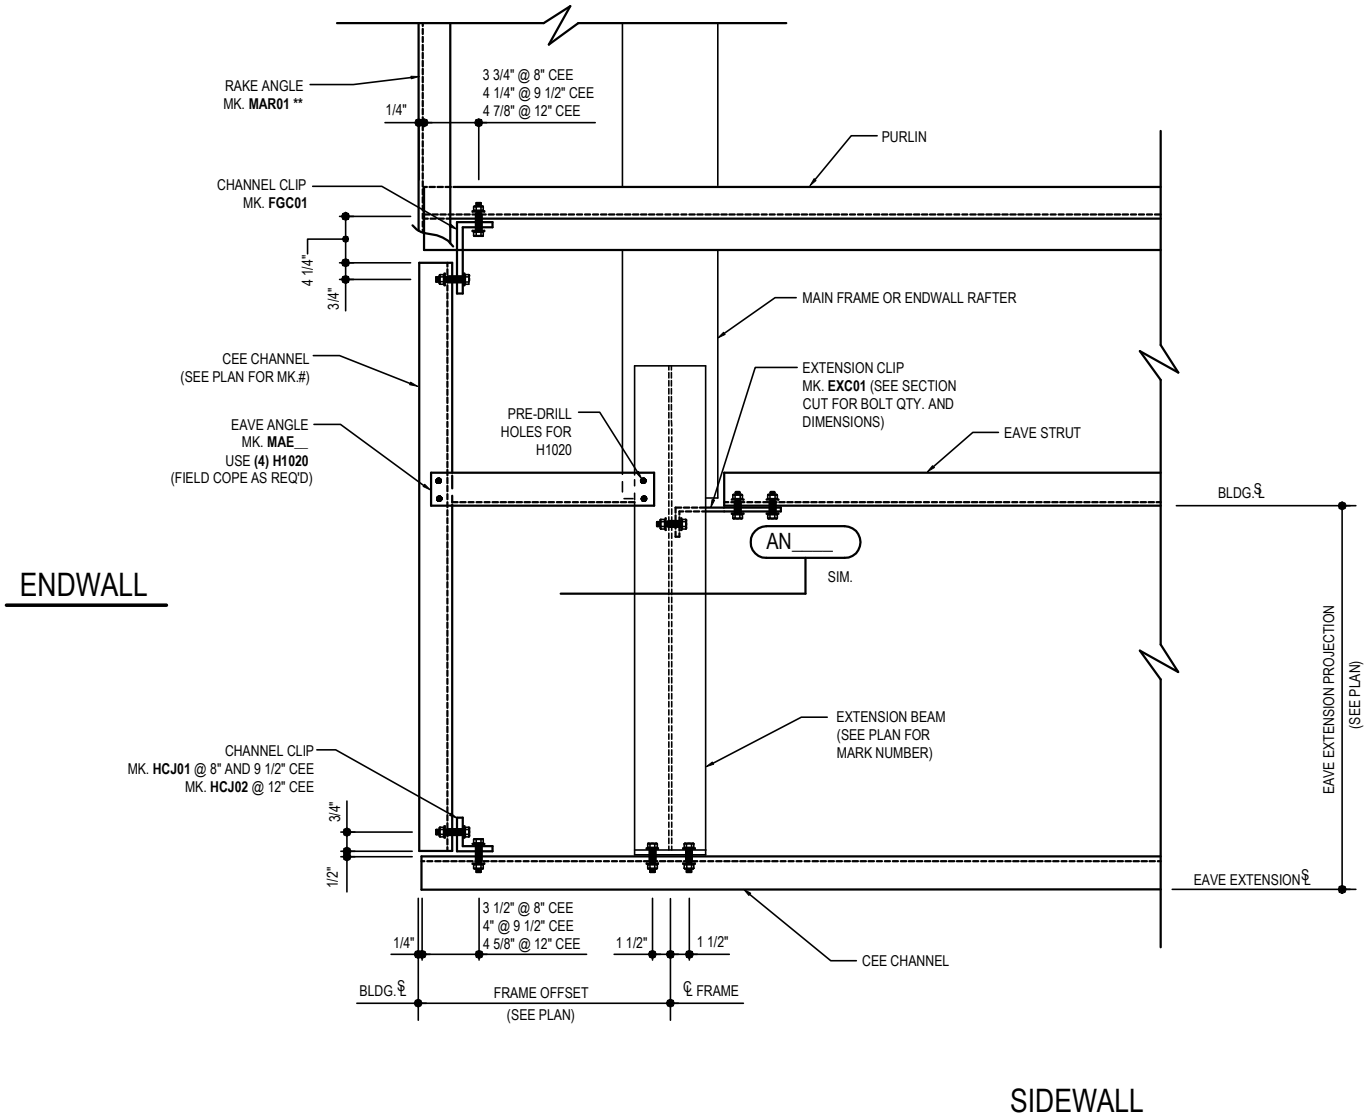 RAKE ANGLE
MK. MAR01 **
1/4"
3 3/4" @ 8" CEE
4 1/4" @ 9 1/2" CEE
4 7/8" @ 12" CEE
PURLIN
CHANNEL CLIP
MK. FGC01
4 1/4"
3/4"
MAIN FRAME OR ENDWALL RAFTER
CEE CHANNEL
(SEE PLAN FOR MK.#)
EXTENSION CLIP
MK. EXC01 (SEE SECTION
CUT FOR BOLT QTY. AND
DIMENSIONS)
EAVE ANGLE
MK. MAE__
USE (4) H1020
(FIELD COPE AS REQ'D)
PRE-DRILL
HOLES FOR
H1020
EAVE STRUT
BLDG. SL
AN____
SIM.
ENDWALL
EAVE EXTENSION PROJECTION
(SEE PLAN)
EXTENSION BEAM
(SEE PLAN FOR
MARK NUMBER)
CHANNEL CLIP
MK. HCJ01 @ 8" AND 9 1/2" CEE
MK. HCJ02 @ 12" CEE
3/4"
1/2"
EAVE EXTENSION SL
1/4"
3 1/2" @ 8" CEE
4" @ 9 1/2" CEE
4 5/8" @ 12" CEE
1 1/2"
1 1/2"
CEE CHANNEL
BLDG. SL
FRAME OFFSET
(SEE PLAN)
CL FRAME
SIDEWALL